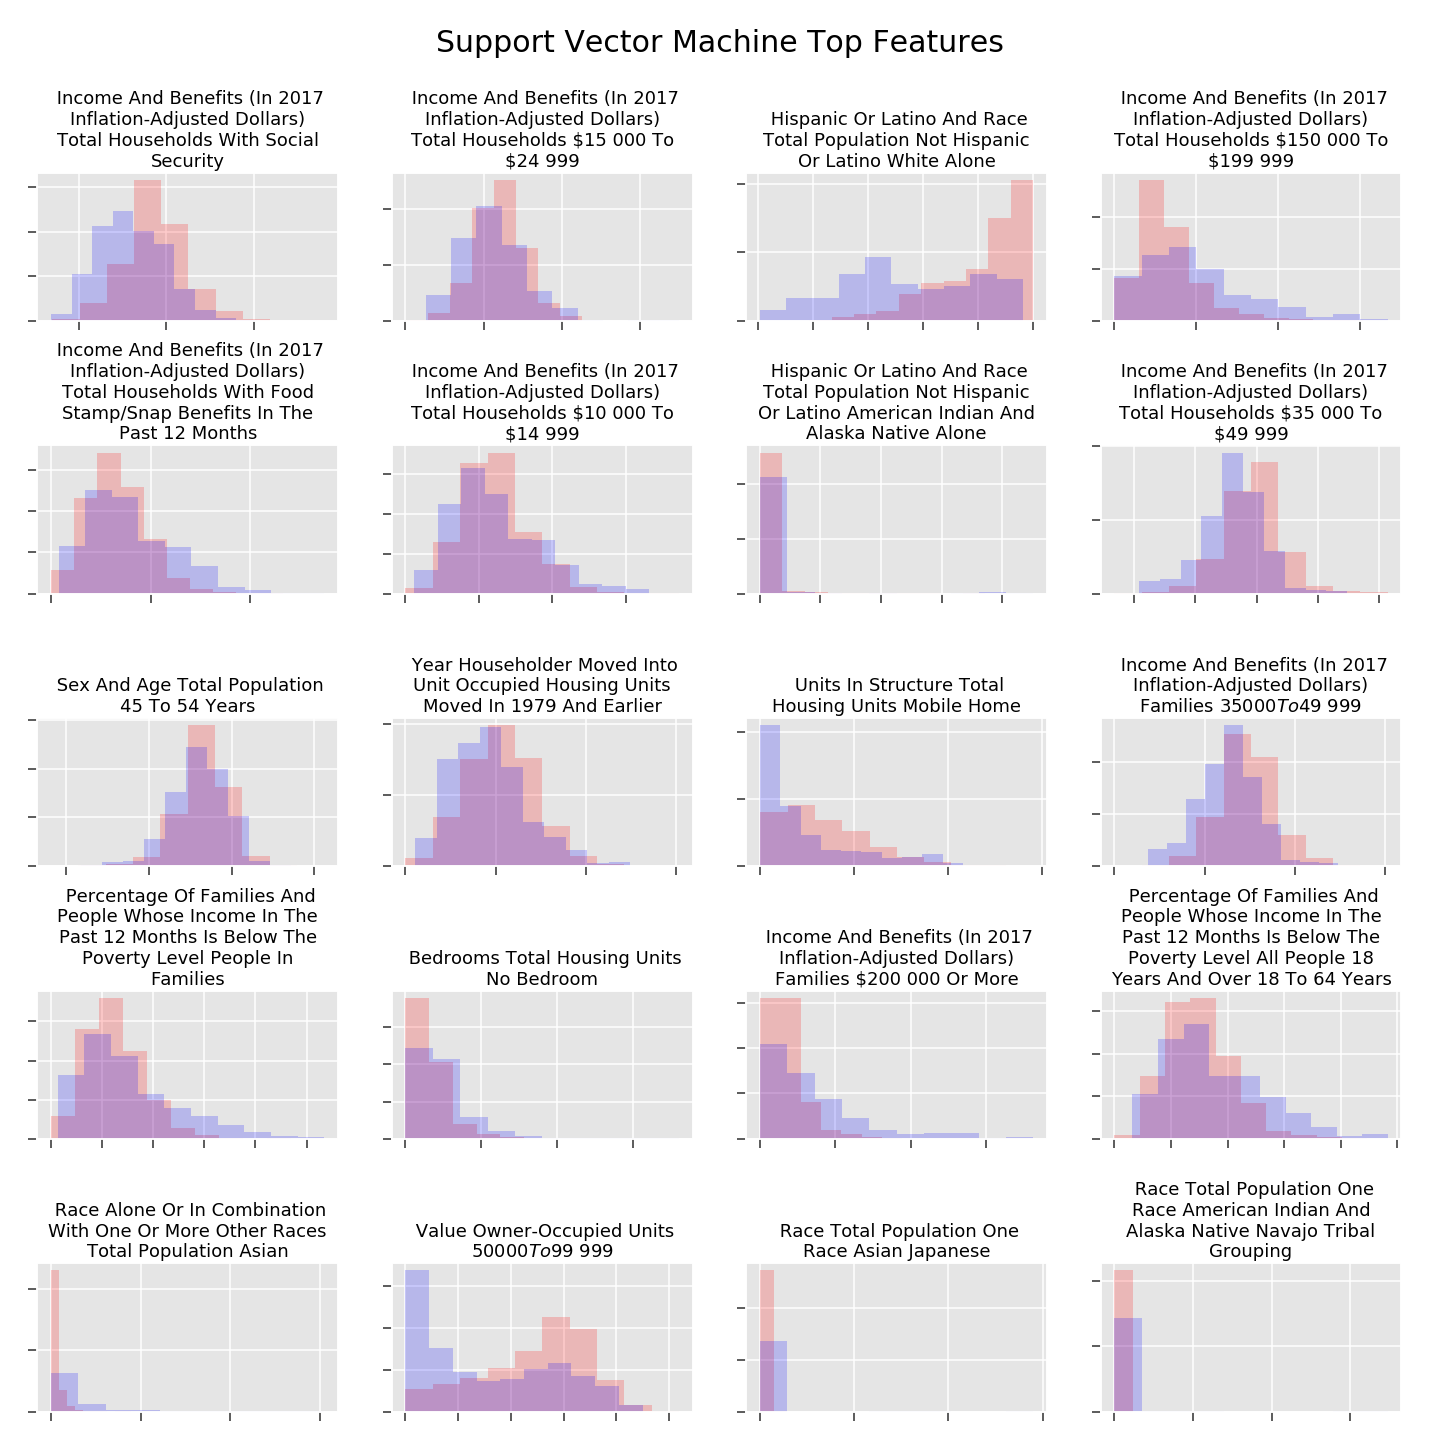 Support Vector Machine Top Features
Income And Benefits (In 2017
Inflation-Adjusted Dollars)
Total Households With Social
Security
Income And Benefits (In 2017
Inflation-Adjusted Dollars)
Total Households $15 000 To
$24 999
Hispanic Or Latino And Race
Total Population Not Hispanic
Or Latino White Alone
Income And Benefits (In 2017
Inflation-Adjusted Dollars)
Total Households $150 000 To
$199 999
Income And Benefits (In 2017
Inflation-Adjusted Dollars)
Total Households With Food
Stamp/Snap Benefits In The
Past 12 Months
Income And Benefits (In 2017
Inflation-Adjusted Dollars)
Total Households $10 000 To
$14 999
Hispanic Or Latino And Race
Total Population Not Hispanic
Or Latino American Indian And
Alaska Native Alone
Income And Benefits (In 2017
Inflation-Adjusted Dollars)
Total Households $35 000 To
$49 999
Sex And Age Total Population
45 To 54 Years
Year Householder Moved Into
Unit Occupied Housing Units
Moved In 1979 And Earlier
Units In Structure Total
Housing Units Mobile Home
Income And Benefits (In 2017
Inflation-Adjusted Dollars)
Families 35000To49 999
Percentage Of Families And
People Whose Income In The
Past 12 Months Is Below The
Poverty Level People In
Families
Bedrooms Total Housing Units
No Bedroom
Income And Benefits (In 2017
Inflation-Adjusted Dollars)
Families $200 000 Or More
Percentage Of Families And
People Whose Income In The
Past 12 Months Is Below The
Poverty Level All People 18
Years And Over 18 To 64 Years
Race Alone Or In Combination
With One Or More Other Races
Total Population Asian
Value Owner-Occupied Units
50000To99 999
Race Total Population One
Race Asian Japanese
Race Total Population One
Race American Indian And
Alaska Native Navajo Tribal
Grouping